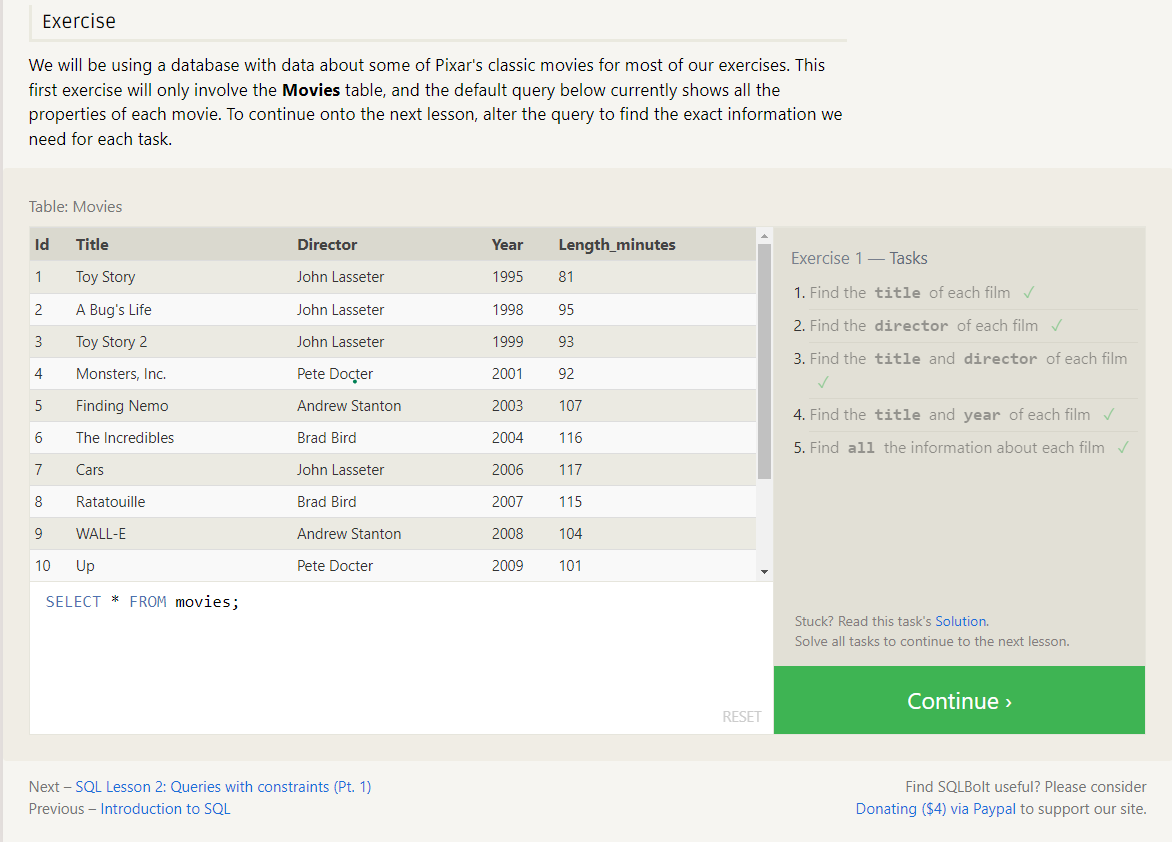 Exercise
We will be using a database with data about some of Pixar's classic movies for most of our exercises. This
first exercise will only involve the Movies table, and the default query below currently shows all the
properties of each movie. To continue onto the next lesson, alter the query to find the exact information we
need for each task.
Table: Movies
Id Title Director Year Length_minutes
1 Toy Story John Lasseter 1995 81
2 A Bug's Life John Lasseter 1998 95
3 Toy Story 2 John Lasseter 1999 93
4 Monsters, Inc. Pete Docter 2001 92
5 Finding Nemo Andrew Stanton 2003 107
6 The Incredibles Brad Bird 2004 116
7 Cars John Lasseter 2006 117
8 Ratatouille Brad Bird 2007 115
9 WALL-E Andrew Stanton 2008 104
10 Up Pete Docter 2009 101
SELECT * FROM movies;
RESET
Exercise 1 — Tasks
1. Find the title of each film ✓
2. Find the director of each film ✓
3. Find the title and director of each film
✓
4. Find the title and year of each film ✓
5. Find all the information about each film ✓
Stuck? Read this task's Solution.
Solve all tasks to continue to the next lesson.
Continue ›
Next – SQL Lesson 2: Queries with constraints (Pt. 1)
Previous – Introduction to SQL
Find SQLBolt useful? Please consider
Donating ($4) via Paypal to support our site.